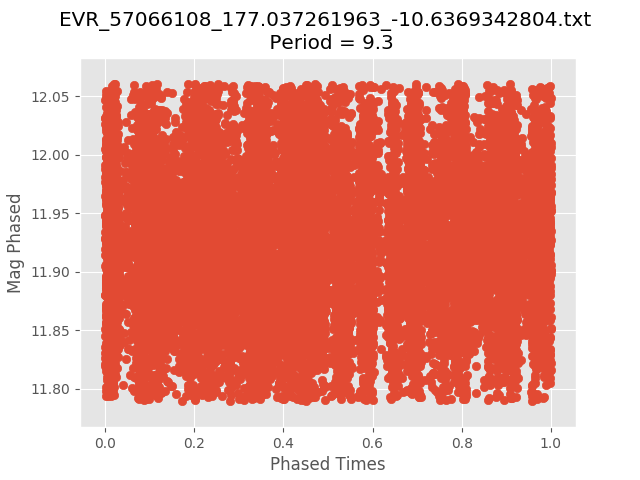 EVR_57066108_177.037261963_-10.6369342804.txt
Period = 9.3
Mag Phased
12.05
12.00
11.95
11.90
11.85
11.80
0.0 0.2 0.4 0.6 0.8 1.0
Phased Times